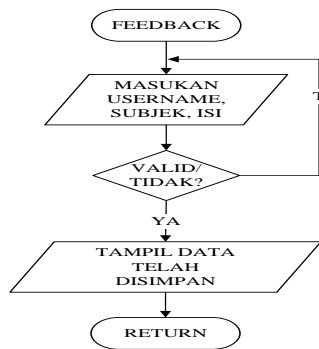 FEEDBACK
MASUKAN
USERNAME,
SUBJEK, ISI
T
VALID/
TIDAK?
YA
TAMPIL DATA
TELAH
DISIMPAN
RETURN